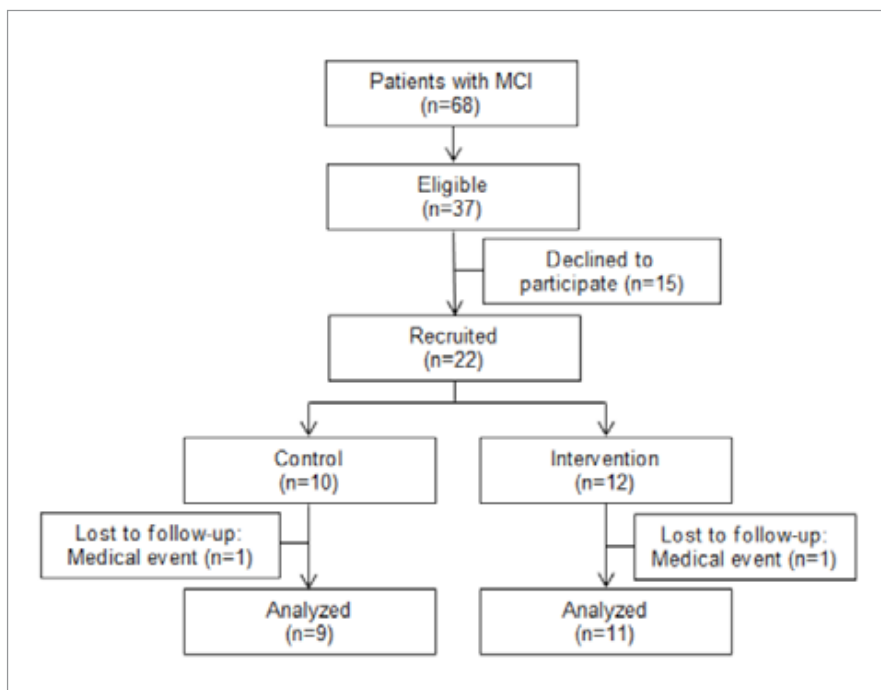 Patients with MCI
(n=68)
Eligible
(n=37)
Declined to
participate (n=15)
Recruited
(n=22)
Control
(n=10)
Intervention
(n=12)
Lost to follow-up:
Medical event (n=1)
Lost to follow-up:
Medical event (n=1)
Analyzed
(n=9)
Analyzed
(n=11)